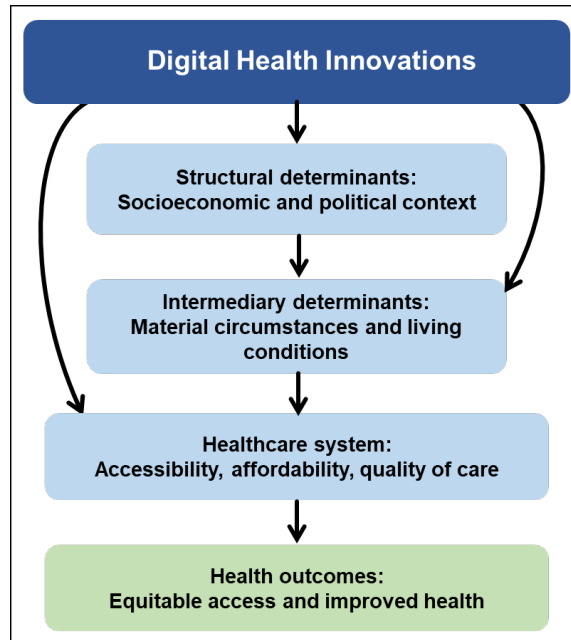 Digital Health Innovations
Structural determinants:
Socioeconomic and political context
Intermediary determinants:
Material circumstances and living
conditions
Healthcare system:
Accessibility, affordability, quality of care
Health outcomes:
Equitable access and improved health